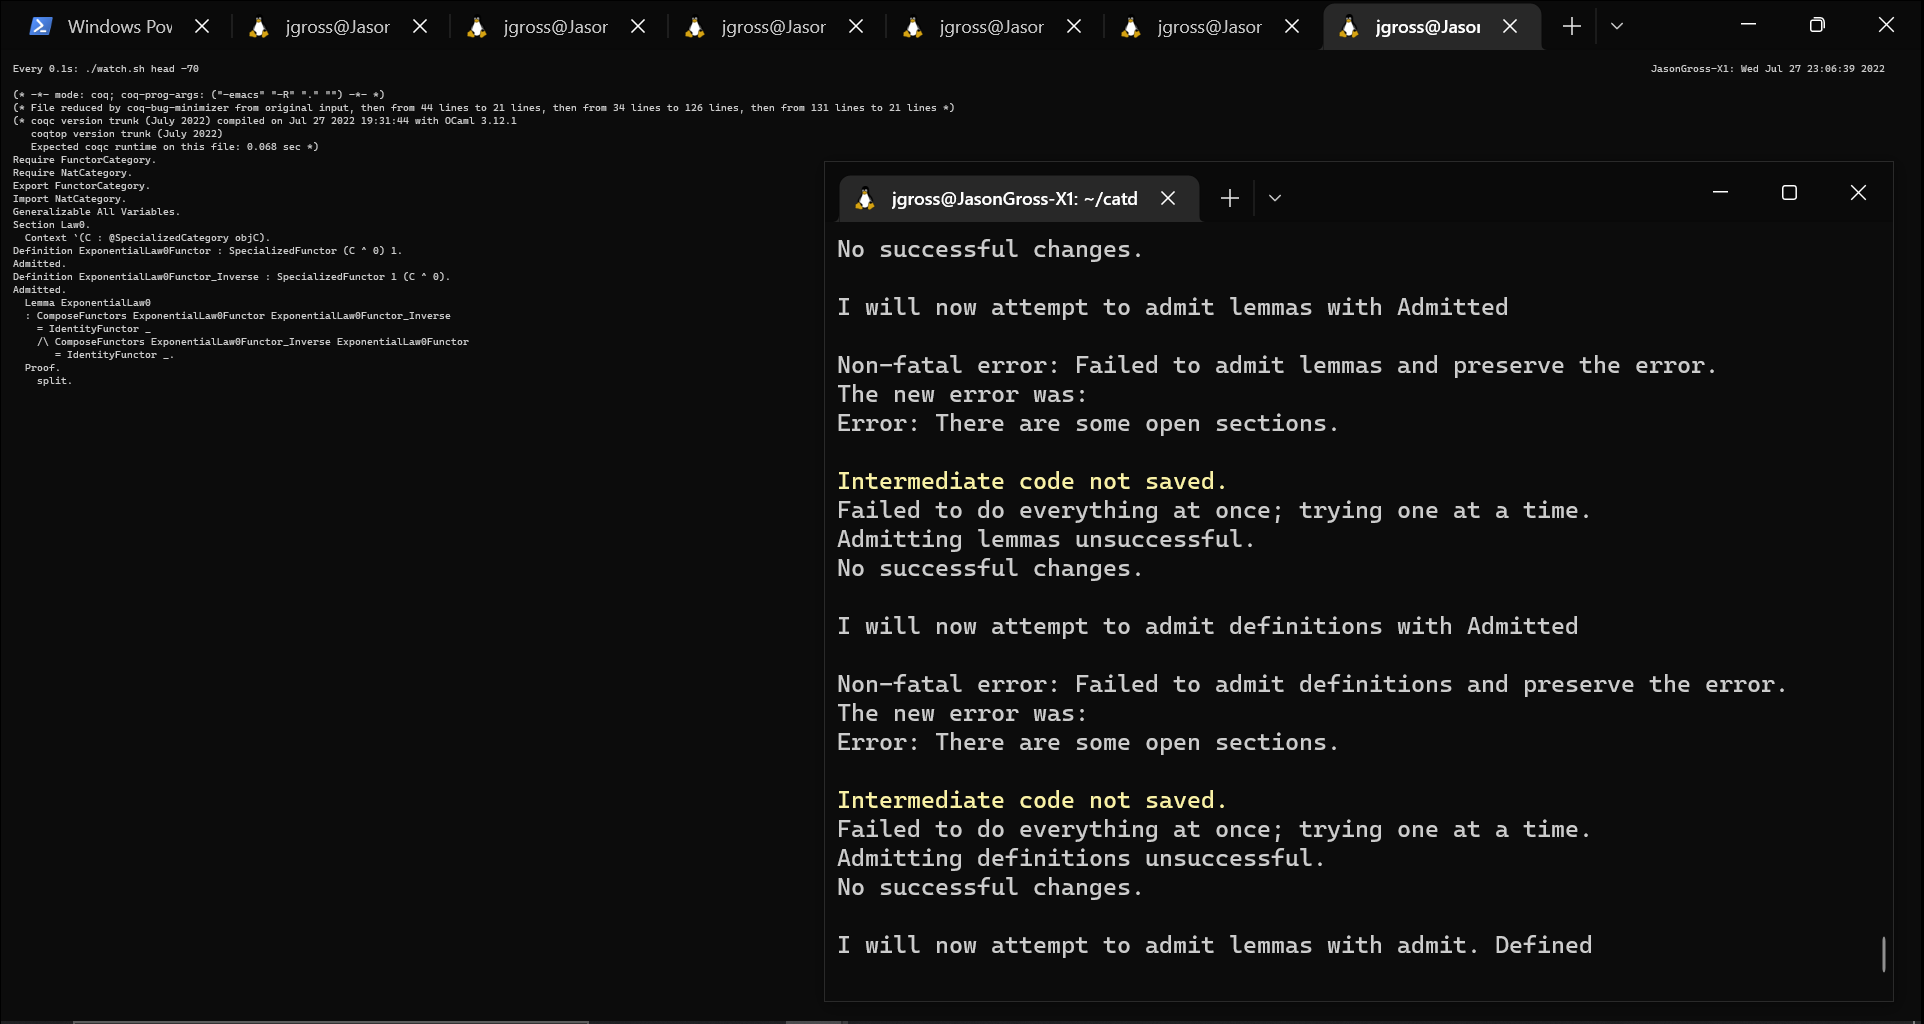 Windows Pov
jgross@Jasor
jgross@Jasor
jgross@Jasor
jgross@Jasor
jgross@Jasor
jgross@Jasor
Every 0.1s: ./watch.sh head -70
JasonGross-X1: Wed Jul 27 23:06:39 2022
(* -*- mode: coq; coq-prog-args: ("-emacs" "-R" "." "") -*- *)
(* File reduced by coq-bug-minimizer from original input, then from 44 lines to 21 lines, then from 34 lines to 126 lines, then from 131 lines to 21 lines *)
(* coqc version trunk (July 2022) compiled on Jul 27 2022 19:31:44 with OCaml 3.12.1
   coqtop version trunk (July 2022)
   Expected coqc runtime on this file: 0.068 sec *)
Require FunctorCategory.
Require NatCategory.
Export FunctorCategory.
Import NatCategory.
Generalizable All Variables.
Section Law0.
  Context `(C : @SpecializedCategory objC).
Definition ExponentialLaw0Functor : SpecializedFunctor (C ^ 0) 1.
Admitted.
Definition ExponentialLaw0Functor_Inverse : SpecializedFunctor 1 (C ^ 0).
Admitted.
  Lemma ExponentialLaw0
  : ComposeFunctors ExponentialLaw0Functor ExponentialLaw0Functor_Inverse
    = IdentityFunctor _
    /\ ComposeFunctors ExponentialLaw0Functor_Inverse ExponentialLaw0Functor
       = IdentityFunctor _.
  Proof.
    split.
jgross@JasonGross-X1: ~/catd
No successful changes.
I will now attempt to admit lemmas with Admitted
Non-fatal error: Failed to admit lemmas and preserve the error.
The new error was:
Error: There are some open sections.
Intermediate code not saved.
Failed to do everything at once; trying one at a time.
Admitting lemmas unsuccessful.
No successful changes.
I will now attempt to admit definitions with Admitted
Non-fatal error: Failed to admit definitions and preserve the error.
The new error was:
Error: There are some open sections.
Intermediate code not saved.
Failed to do everything at once; trying one at a time.
Admitting definitions unsuccessful.
No successful changes.
I will now attempt to admit lemmas with admit. Defined